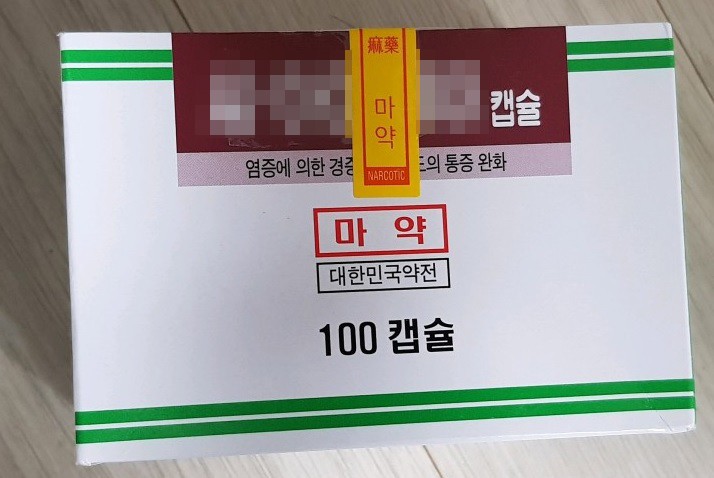 麻藥
캡슐
마약
염증에 의한 경증
도의 통증 완화
NARCOTIC
마 약
대한민국약전
100 캡슐